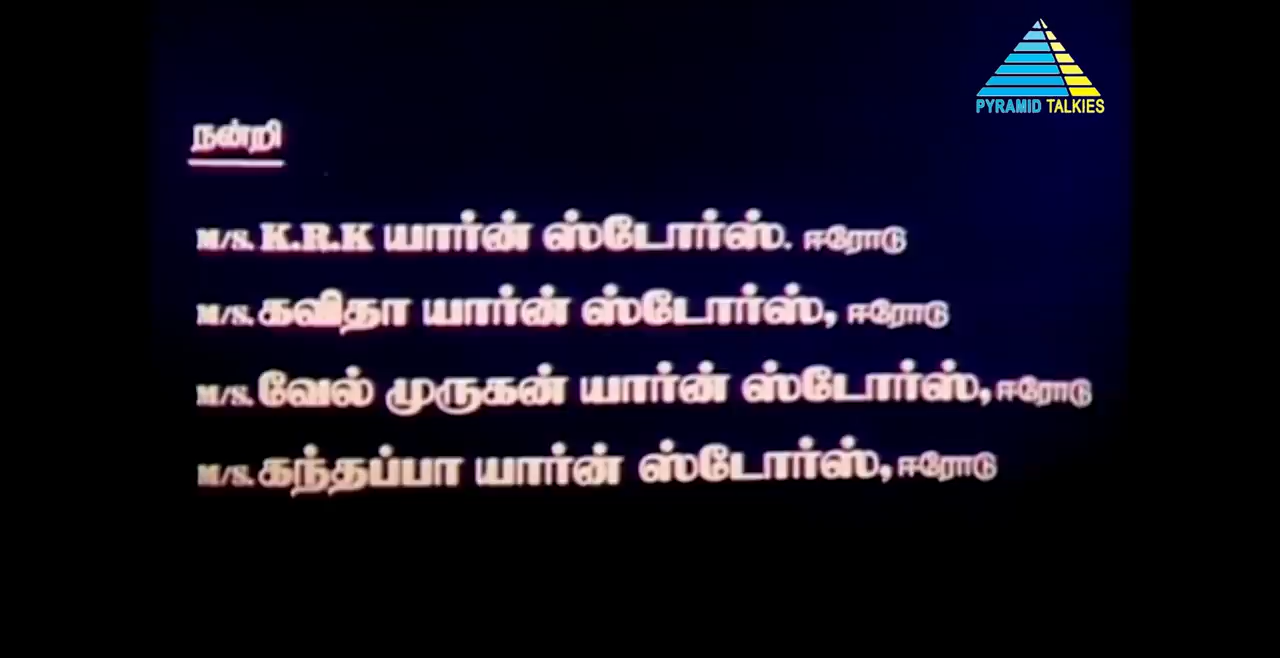 PYRAMID TALKIES
நன்றி
M/S. K.R.K யார்ன் ஸ்டோர்ஸ். ஈரோடு
M/S. கவிதா யார்ன் ஸ்டோர்ஸ், ஈரோடு
M/S. வேல் முருகன் யார்ன் ஸ்டோர்ஸ், ஈரோடு
M/S. கந்தப்பா யார்ன் ஸ்டோர்ஸ், ஈரோடு